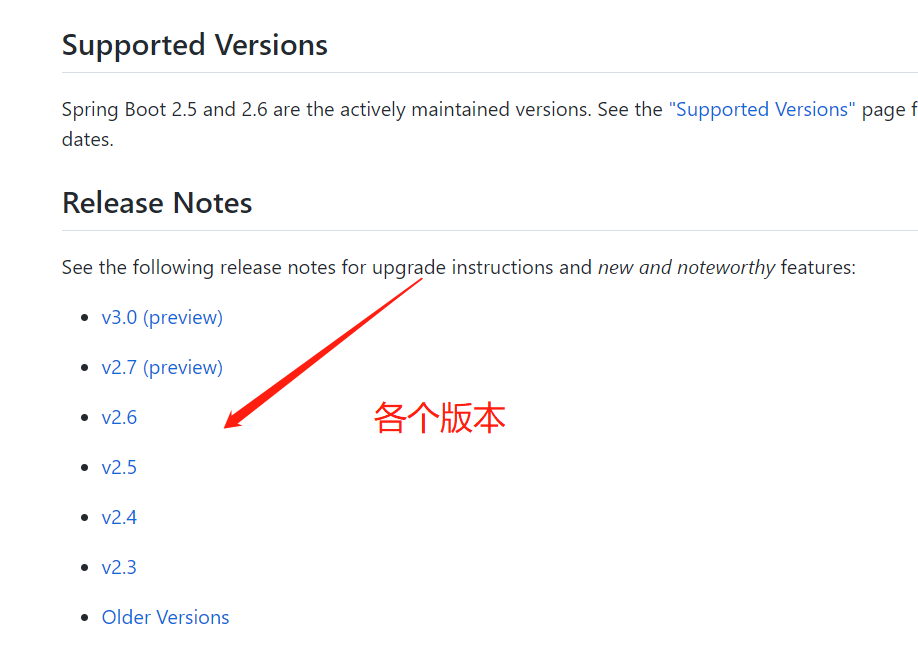 Supported Versions
Spring Boot 2.5 and 2.6 are the actively maintained versions. See the "Supported Versions" page f
dates.
Release Notes
See the following release notes for upgrade instructions and new and noteworthy features:
v3.0 (preview)
v2.7 (preview)
v2.6
各个版本
v2.5
v2.4
v2.3
Older Versions